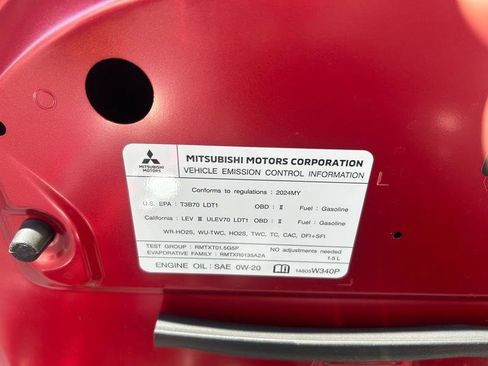 MITSUBISHI
MOTORS
MITSUBISHI MOTORS CORPORATION
VEHICLE EMISSION CONTROL INFORMATION
Conforms to regulations : 2024MY
U.S. EPA : T3B70 LDT1 OBD : II Fuel : Gasoline
California : LEV III ULEV70 LDT1 OBD : II Fuel : Gasoline
WR-HO2S, WU-TWC, HO2S, TWC, TC, CAC, DFI+SFI
TEST GROUP : RMTXT01.5G5P NO adjustments needed
EVAPORATIVE FAMILY : RMTXR0135A2A 1.5 L
ENGINE OIL : SAE 0W-20 1A605W340P